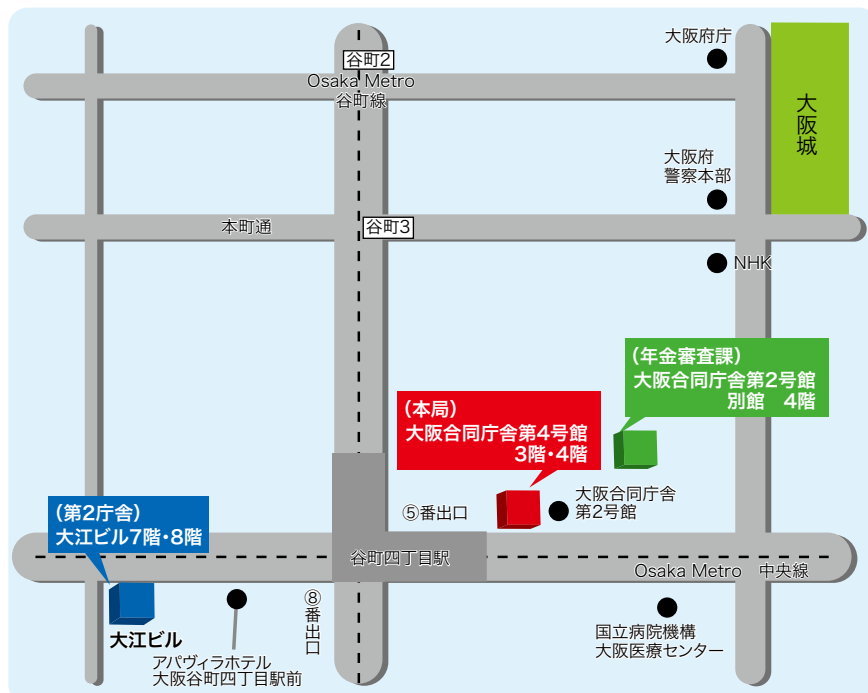 大阪府庁
谷町2
Osaka Metro
谷町線
大阪城
大阪府
警察本部
本町通
谷町3
NHK
（年金審査課）
大阪合同庁舎第2号館
別館　4階
（本局）
大阪合同庁舎第4号館
3階・4階
大阪合同庁舎
第2号館
⑤番出口
（第2庁舎）
大江ビル7階・8階
谷町四丁目駅
Osaka Metro　中央線
⑧番出口
大江ビル
アパヴィラホテル
大阪谷町四丁目駅前
国立病院機構
大阪医療センター